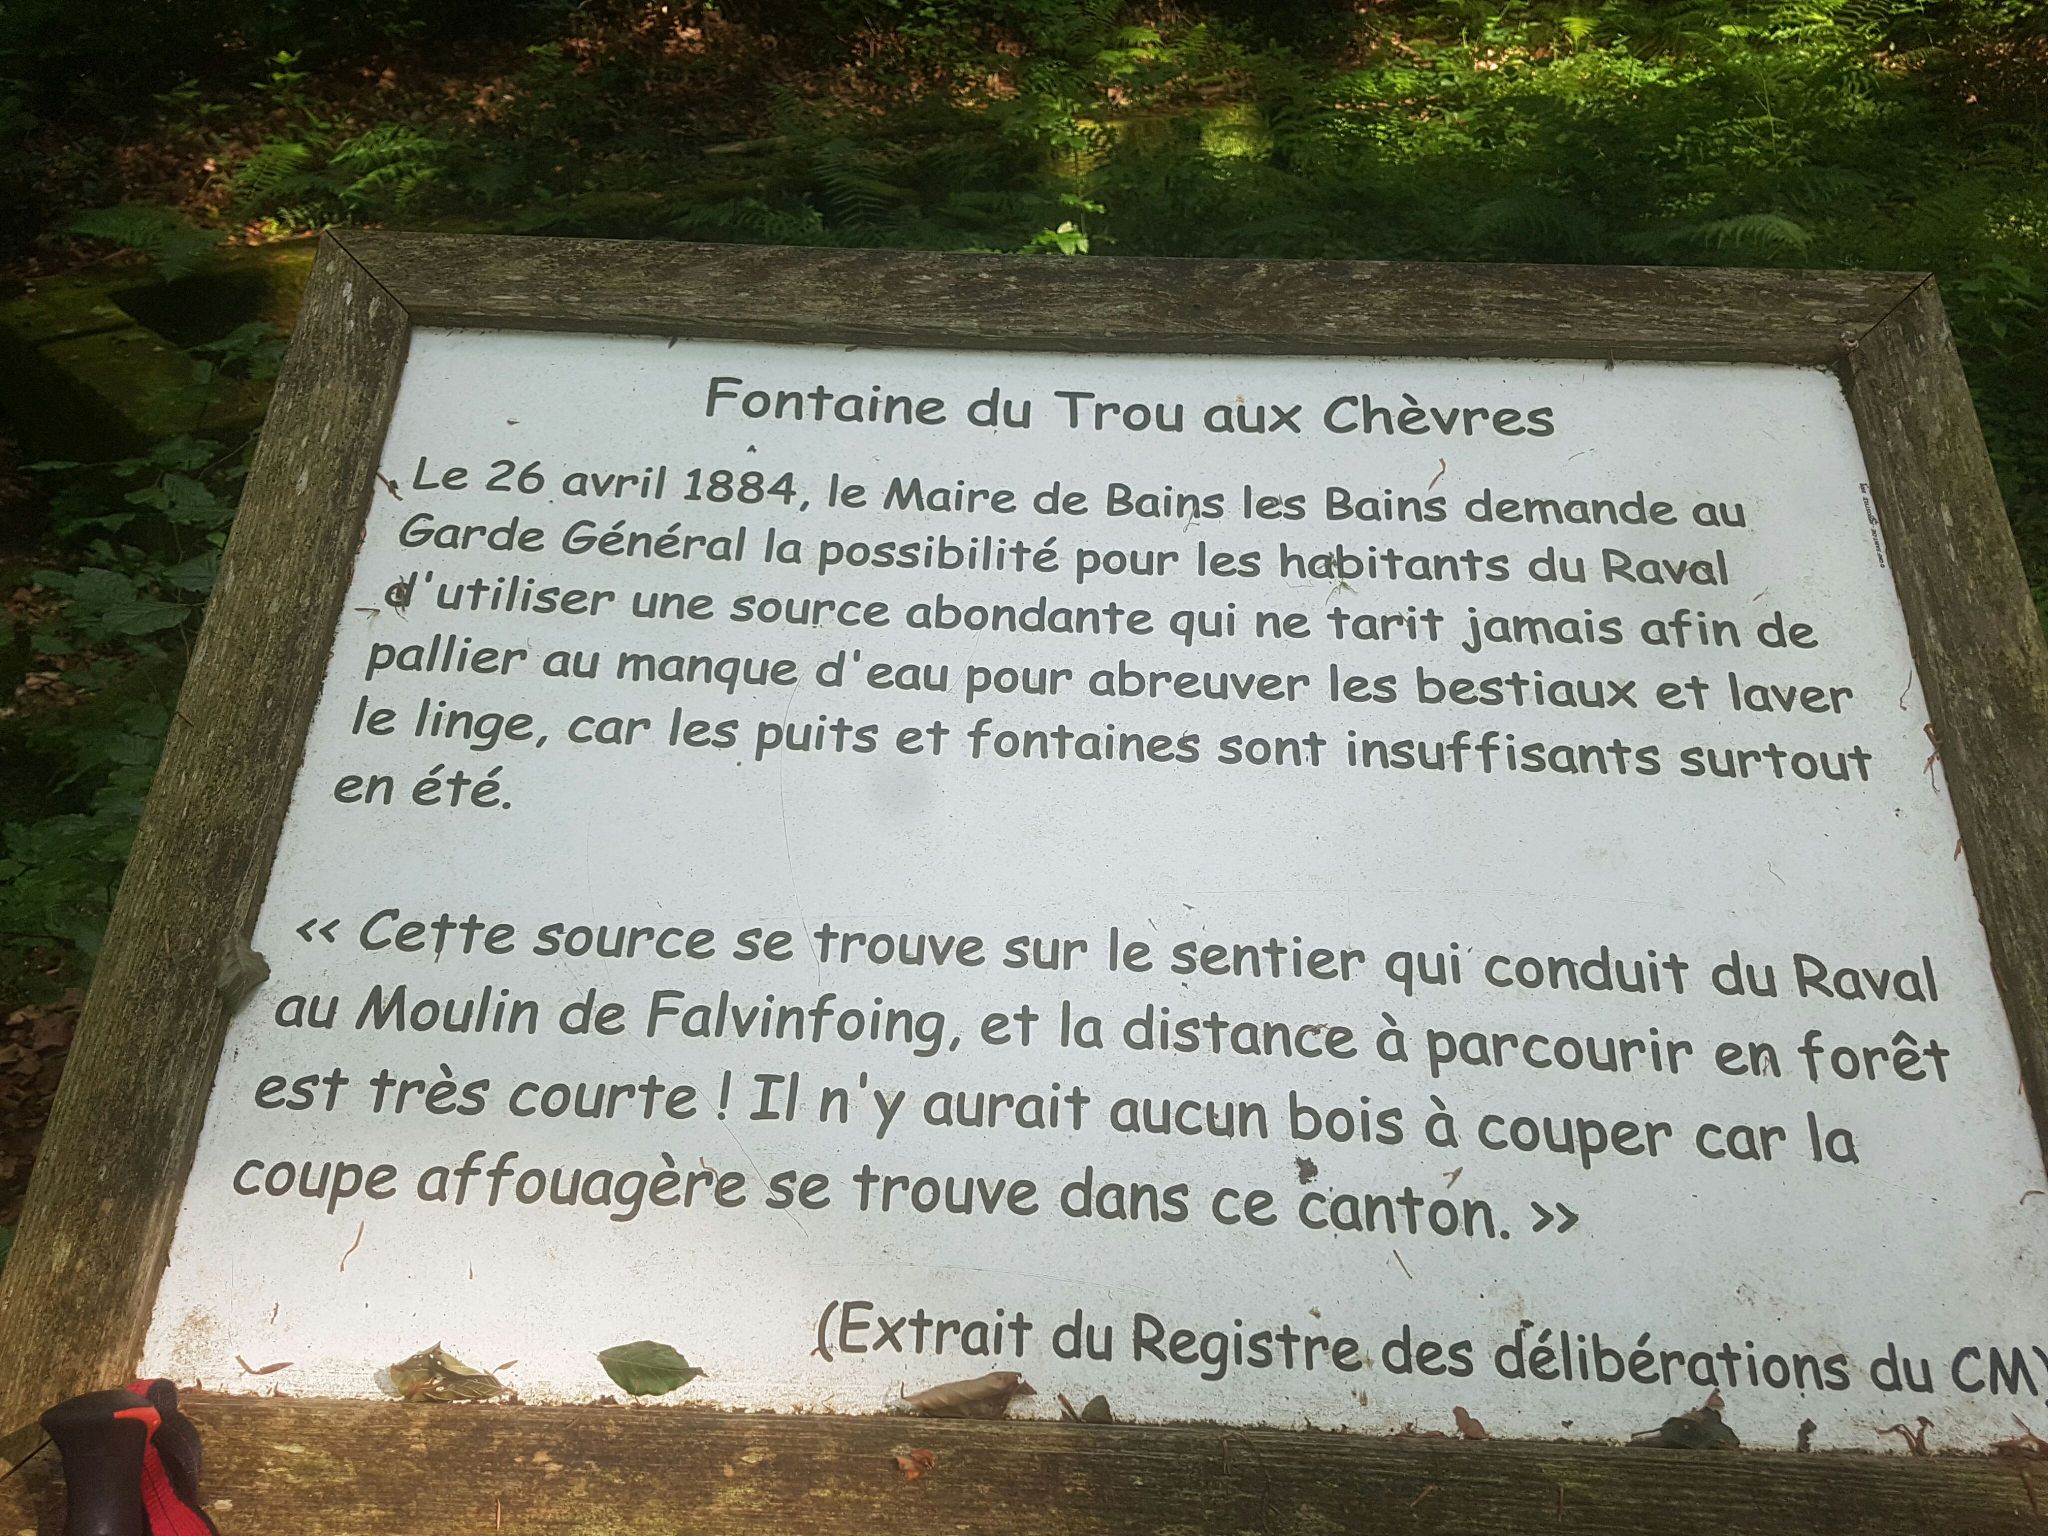 Fontaine du Trou aux Chèvres
Le 26 avril 1884, le Maire de Bains les Bains demande au
Garde Général la possibilité pour les habitants du Raval
d'utiliser une source abondante qui ne tarit jamais afin de
pallier au manque d'eau pour abreuver les bestiaux et laver
le linge, car les puits et fontaines sont insuffisants surtout
en été.
<< Cette source se trouve sur le sentier qui conduit du Raval
au Moulin de Falvinfoing, et la distance à parcourir en forêt
est très courte ! Il n'y aurait aucun bois à couper car la
coupe affouagère se trouve dans ce canton. >>
(Extrait du Registre des délibérations du CM)